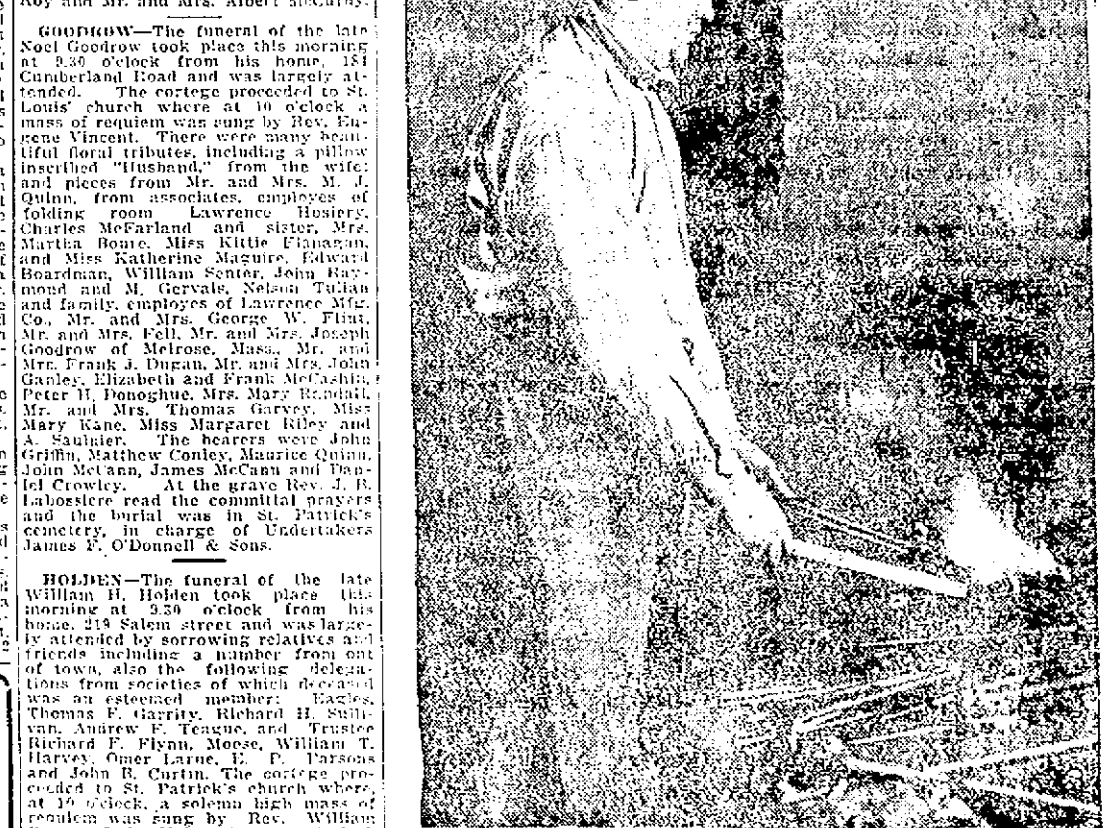 Roy and Mr. and Mrs. Albert McCarthy.
GOODROW—The funeral of the late
Noel Goodrow took place this morning
at 9.30 o'clock from his home, 181
Cumberland Road and was largely at-
tended. The cortege proceeded to St.
Louis' church where at 10 o'clock a
mass of requiem was sung by Rev. Eu-
gene Vincent. There were many beau-
tiful floral tributes, including a pillow
inscribed "Husband," from the wife;
and pieces from Mr. and Mrs. M. J.
Quinn, from associates, employes of
folding room Lawrence Hosiery,
Charles McFarland and sister, Mrs.
Martha Bowe, Miss Kittie Flanagan,
and Miss Katherine Maguire, Edward
Boardman, William Senter, John Ray-
mond and M. Gervais, Nelson Tulian
and family, employes of Lawrence Mfg.
Co., Mr. and Mrs. George W. Flint,
Mr. and Mrs. Fell, Mr. and Mrs. Joseph
Goodrow of Melrose, Mass., Mr. and
Mrs. Frank J. Dugan, Mr. and Mrs. John
Ganley, Elizabeth and Frank McCashin,
Peter H. Donoghue, Mrs. Mary Randall,
Mr. and Mrs. Thomas Garvey, Miss
Mary Kane, Miss Margaret Riley and
A. Saulnier. The bearers were John
Griffin, Matthew Conley, Maurice Quinn,
John McCann, James McCann and Dan-
iel Crowley. At the grave Rev. J. B.
Labossiere read the committal prayers
and the burial was in St. Patrick's
cemetery, in charge of Undertakers
James F. O'Donnell & Sons.
HOLDEN—The funeral of the late
William H. Holden took place this
morning at 9.30 o'clock from his
home, 219 Salem street and was large-
ly attended by sorrowing relatives and
friends including a number from out
of town, also the following delega-
tions from societies of which deceased
was an esteemed member: Eagles,
Thomas F. Garrity, Richard H. Sulli-
van, Andrew F. Teague, and Trustee
Richard F. Flynn, Moose, William T.
Harvey, Omer Larue, E. P. Parsons
and John B. Curtin. The cortege pro-
ceeded to St. Patrick's church where,
at 10 o'clock, a solemn high mass of
requiem was sung by Rev. William